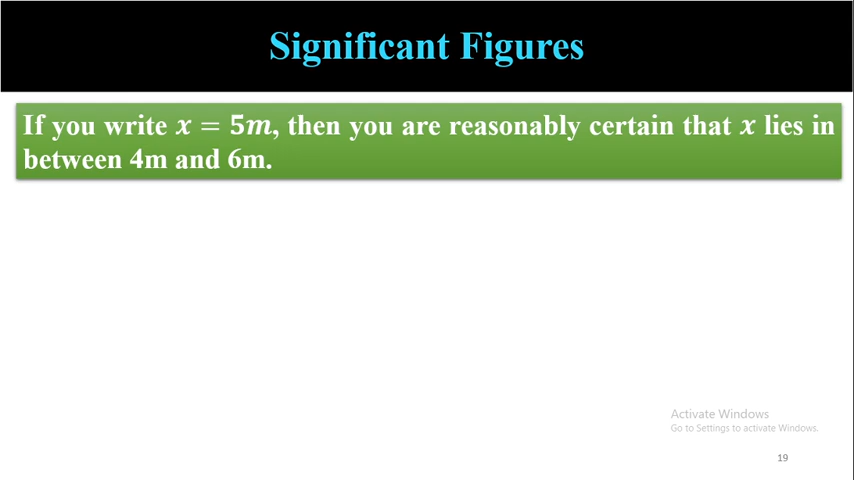 Significant Figures
If you write x = 5m, then you are reasonably certain that x lies in
between 4m and 6m.
Activate Windows
Go to Settings to activate Windows.
19